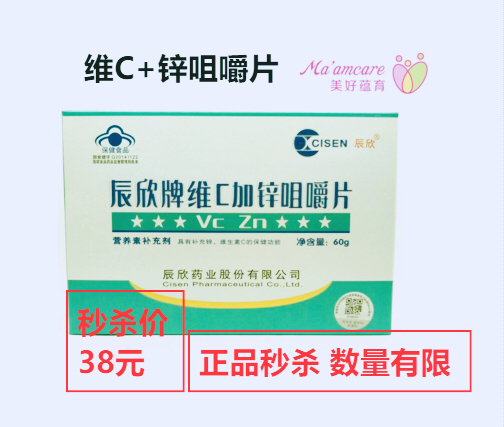 维C+锌咀嚼片
Ma'amcare
美好蕴育
保健食品
CISEN 辰欣®
辰欣牌维C加锌咀嚼片
★★★ Vc Zn ★★★
营养素补充剂 具有补充锌、维生素C的保健功能 净含量：60g
辰欣药业股份有限公司
Cisen Pharmaceutical Co.,Ltd.
秒杀价
38元
正品秒杀 数量有限